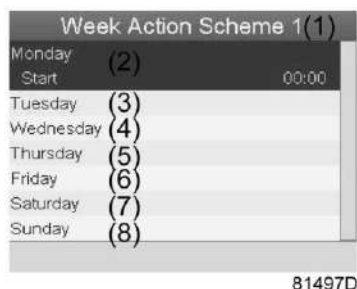 Week Action Scheme 1(1)
Monday (2)
Start 00:00
Tuesday (3)
Wednesday (4)
Thursday (5)
Friday (6)
Saturday (7)
Sunday (8)
81497D